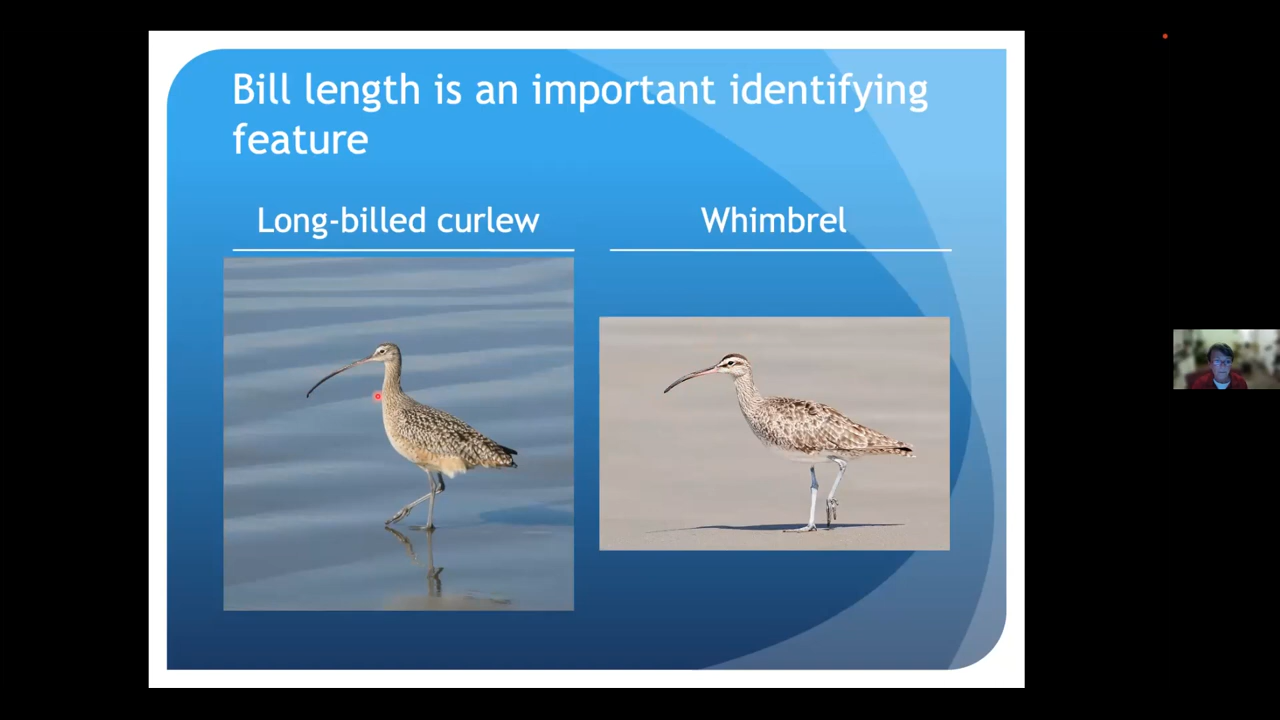 Bill length is an important identifying
feature
Long-billed curlew
Whimbrel